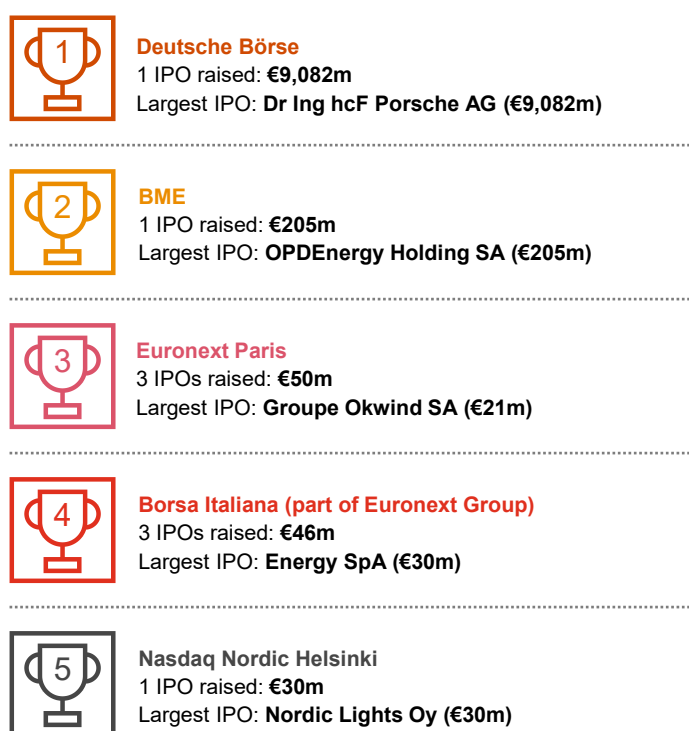 1
Deutsche Börse
1 IPO raised: €9,082m
Largest IPO: Dr Ing hcF Porsche AG (€9,082m)
2
BME
1 IPO raised: €205m
Largest IPO: OPDEnergy Holding SA (€205m)
3
Euronext Paris
3 IPOs raised: €50m
Largest IPO: Groupe Okwind SA (€21m)
4
Borsa Italiana (part of Euronext Group)
3 IPOs raised: €46m
Largest IPO: Energy SpA (€30m)
5
Nasdaq Nordic Helsinki
1 IPO raised: €30m
Largest IPO: Nordic Lights Oy (€30m)